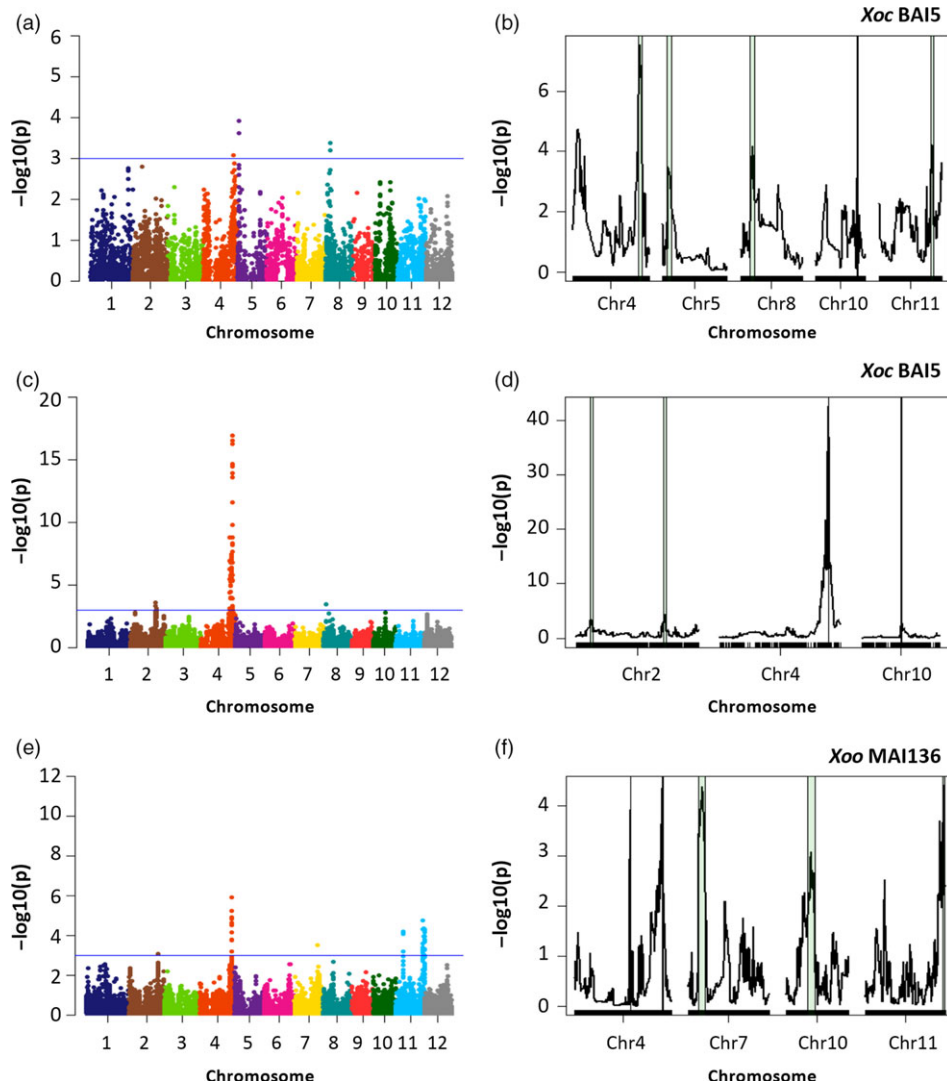 (a)
6
5
4
3
2
1
0
−log10(p)
1 2 3 4 5 6 7 8 9 10 11 12
Chromosome
(b)
Xoc BAI5
6
4
2
0
−log10(p)
Chr4 Chr5 Chr8 Chr10 Chr11
Chromosome
(c)
20
15
10
5
0
−log10(p)
1 2 3 4 5 6 7 8 9 10 11 12
Chromosome
(d)
Xoc BAI5
40
30
20
10
0
−log10(p)
Chr2 Chr4 Chr10
Chromosome
(e)
12
10
8
6
4
2
0
−log10(p)
1 2 3 4 5 6 7 8 9 10 11 12
Chromosome
(f)
Xoo MAI136
4
3
2
1
0
−log10(p)
Chr4 Chr7 Chr10 Chr11
Chromosome